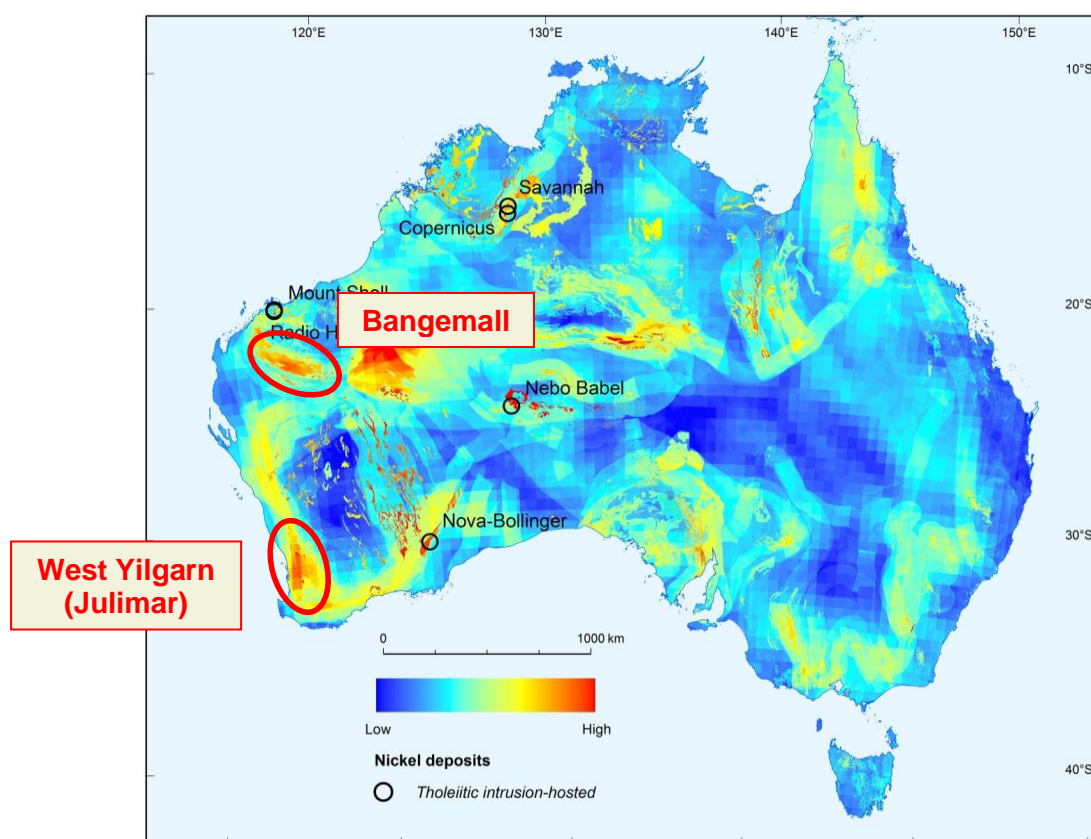 120°E
130°E
140°E
150°E
10°S
Savannah
Copernicus
20°S
Mount Sholl
Radio H
Bangemall
Nebo Babel
Nova-Bollinger
30°S
West Yilgarn
(Julimar)
0
1000 km
Low
High
Nickel deposits
Tholeiitic intrusion-hosted
40°S